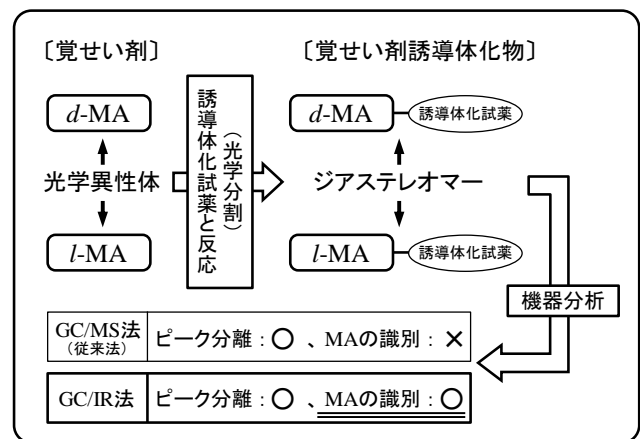 〔覚せい剤〕
〔覚せい剤誘導体化物〕
d-MA
光学異性体
l-MA
誘導体化試薬と反応
（光学分割）
d-MA
誘導体化試薬
ジアステレオマー
l-MA
誘導体化試薬
機器分析
GC/MS法
（従来法）
ピーク分離：○ 、MAの識別：×
GC/IR法
ピーク分離：○ 、MAの識別：○